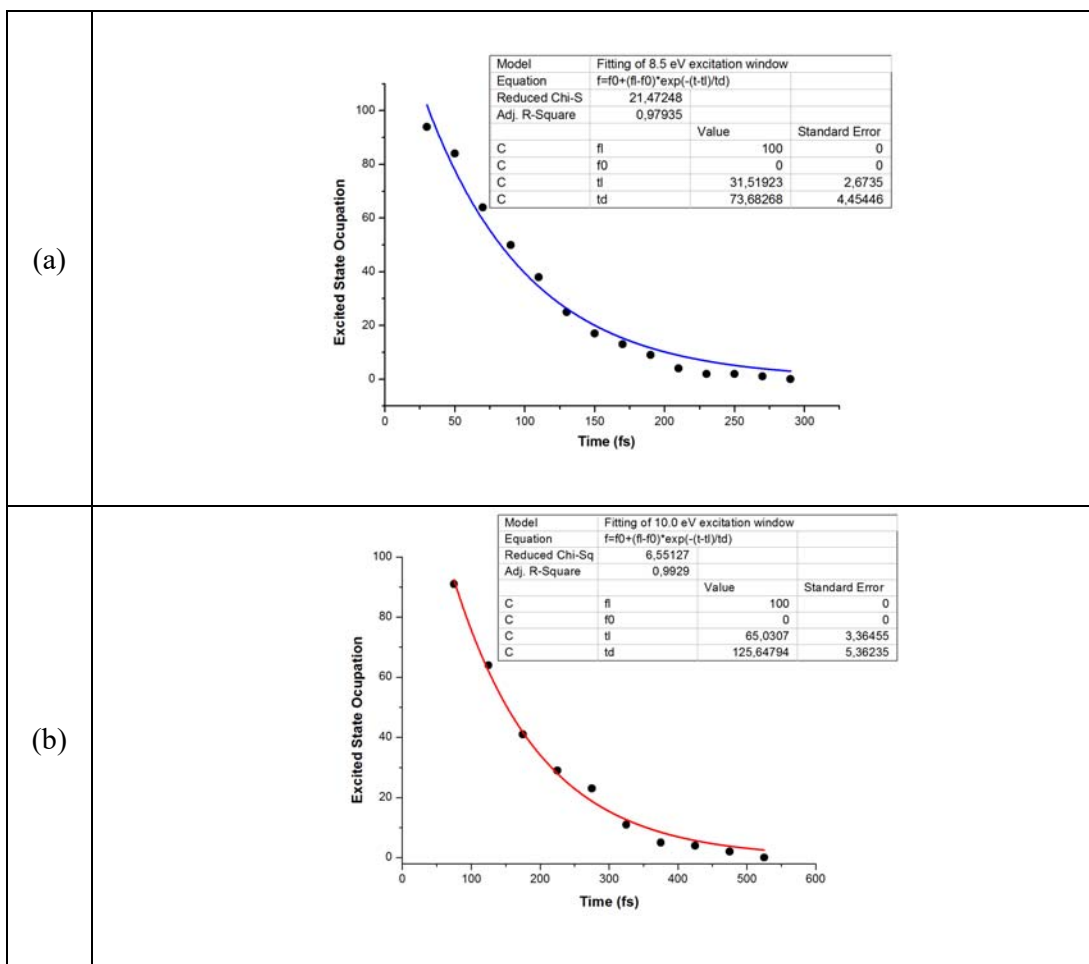 (a)
Model Fitting of 8.5 eV excitation window
Equation f=f0+(fl-f0)*exp(-(t-tl)/td)
Reduced Chi-S 21,47248
Adj. R-Square 0,97935
Value Standard Error
C fl 100 0
C f0 0 0
C tl 31,51923 2,6735
C td 73,68268 4,45446
100
80
60
40
20
0
Excited State Ocupation
0 50 100 150 200 250 300
Time (fs)
(b)
Model Fitting of 10.0 eV excitation window
Equation f=f0+(fl-f0)*exp(-(t-tl)/td)
Reduced Chi-Sq 6,55127
Adj. R-Square 0,9929
Value Standard Error
C fl 100 0
C f0 0 0
C tl 65,0307 3,36455
C td 125,64794 5,36235
100
80
60
40
20
0
Excited State Ocupation
0 100 200 300 400 500 600
Time (fs)